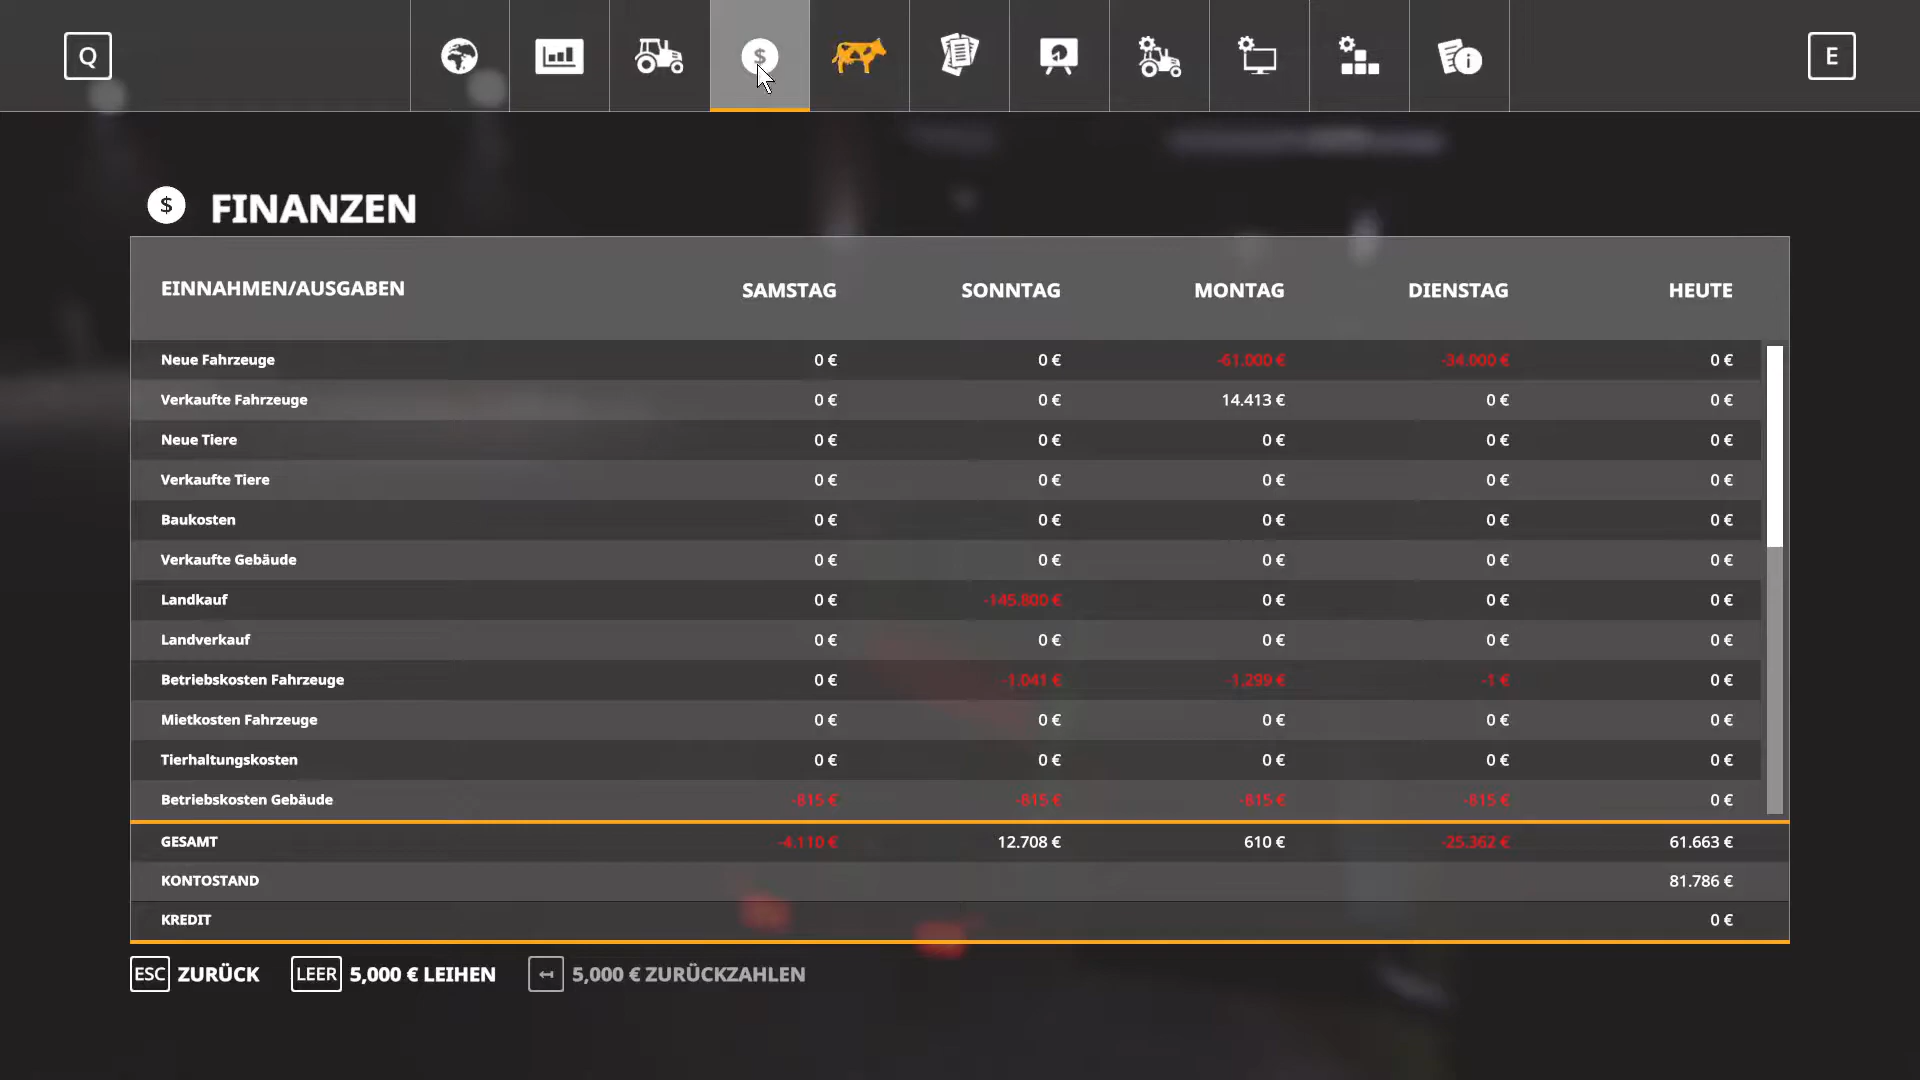 Q
E
$ FINANZEN
EINNAHMEN/AUSGABEN SAMSTAG SONNTAG MONTAG DIENSTAG HEUTE
Neue Fahrzeuge 0 € 0 € -61.000 € -34.000 € 0 €
Verkaufte Fahrzeuge 0 € 0 € 14.413 € 0 € 0 €
Neue Tiere 0 € 0 € 0 € 0 € 0 €
Verkaufte Tiere 0 € 0 € 0 € 0 € 0 €
Baukosten 0 € 0 € 0 € 0 € 0 €
Verkaufte Gebäude 0 € 0 € 0 € 0 € 0 €
Landkauf 0 € -145.800 € 0 € 0 € 0 €
Landverkauf 0 € 0 € 0 € 0 € 0 €
Betriebskosten Fahrzeuge 0 € -1.041 € -1.299 € -1 € 0 €
Mietkosten Fahrzeuge 0 € 0 € 0 € 0 € 0 €
Tierhaltungskosten 0 € 0 € 0 € 0 € 0 €
Betriebskosten Gebäude -815 € -815 € -815 € -815 € 0 €
GESAMT -4.110 € 12.708 € 610 € -25.362 € 61.663 €
KONTOSTAND 81.786 €
KREDIT 0 €
ESC ZURÜCK LEER 5,000 € LEIHEN 5,000 € ZURÜCKZAHLEN